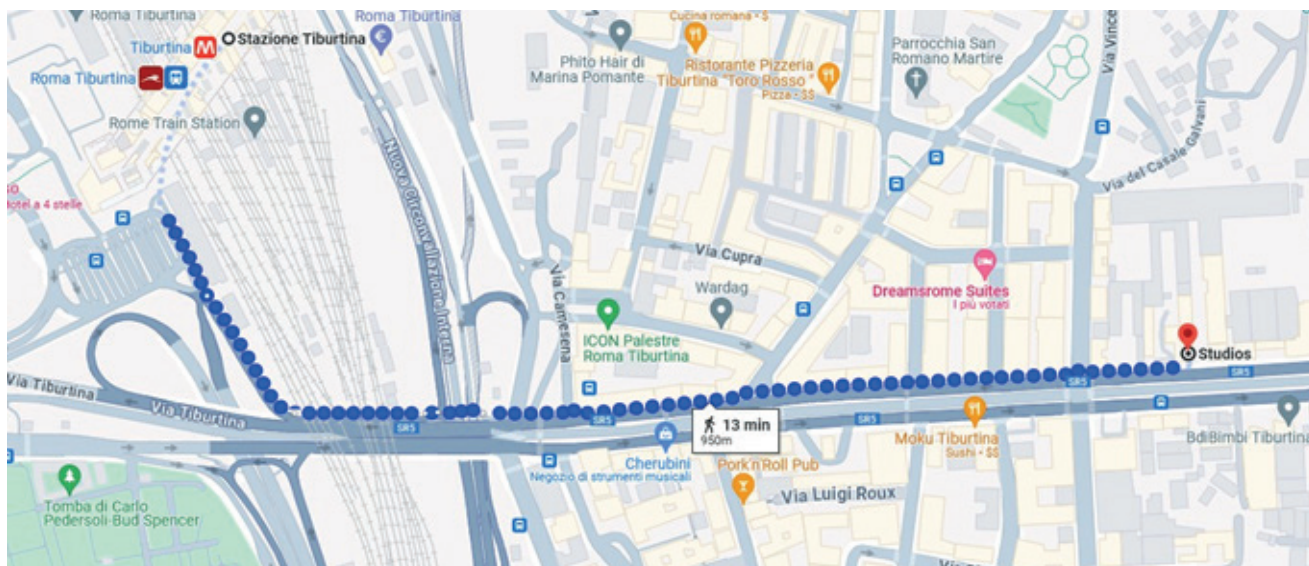 Roma Tiburtina
Tiburtina
M
Stazione Tiburtina
Roma Tiburtina
Roma Tiburtina
Rome Train Station
Hotel a 4 stelle
Nuova Circonvallazione Interna
Phito Hair di
Marina Pomante
Cucina romana • $
Ristorante Pizzeria
Tiburtina "Toro Rosso"
Pizza • $$
Parrocchia San
Romano Martire
Via Vince
Via del Casale Galvani
Via Cupra
Wardag
Via Camesena
ICON Palestre
Roma Tiburtina
Dreamsrome Suites
I più votati
Studios
Via Tiburtina
Via Tiburtina
SR5
SR5
SR5
SR5
SR5
13 min
950m
Cherubini
Negozio di strumenti musicali
Pork'n'Roll Pub
Moku Tiburtina
Sushi • $$
BdiBimbi Tiburtina
Via Luigi Roux
Tomba di Carlo
Pedersoli-Bud Spencer